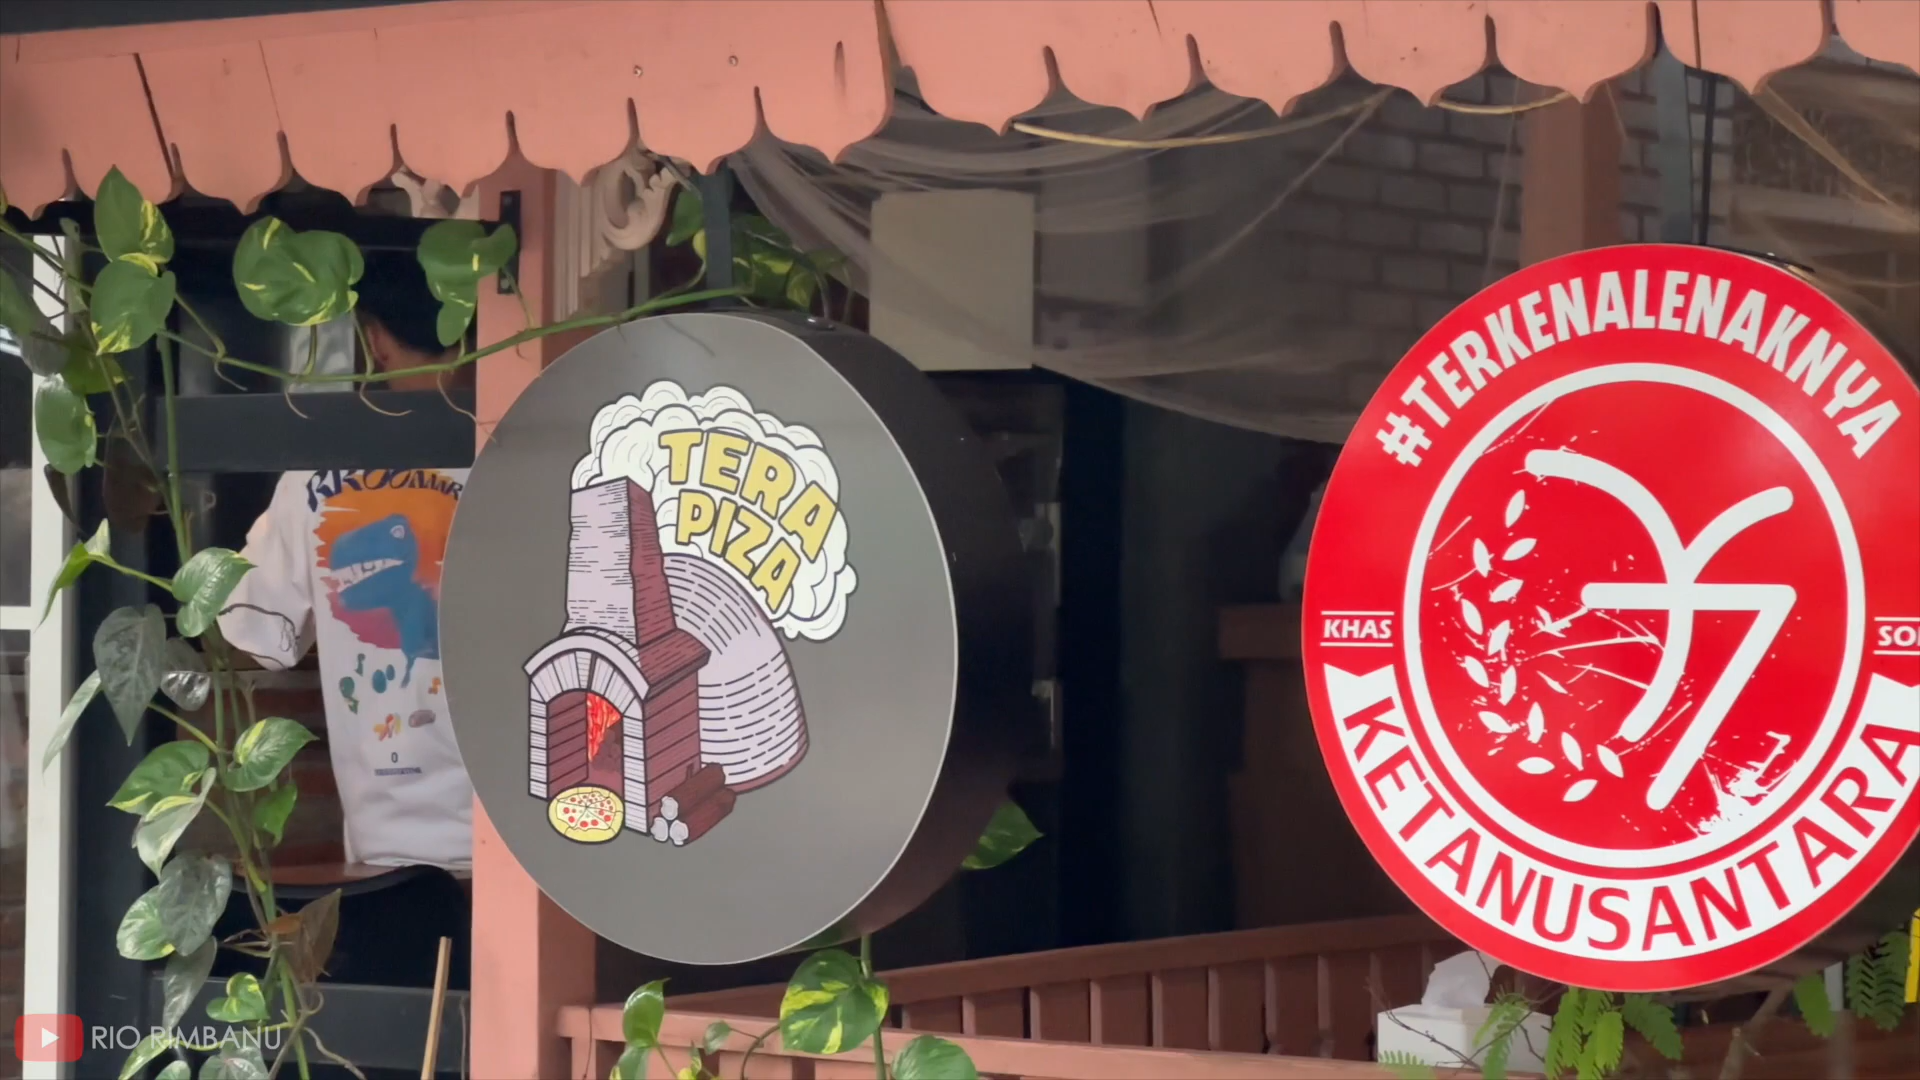 TERA
PIZA
#TERKENALENAKNYA
KHAS
KETANUSANTARA
RIO RIMBANU